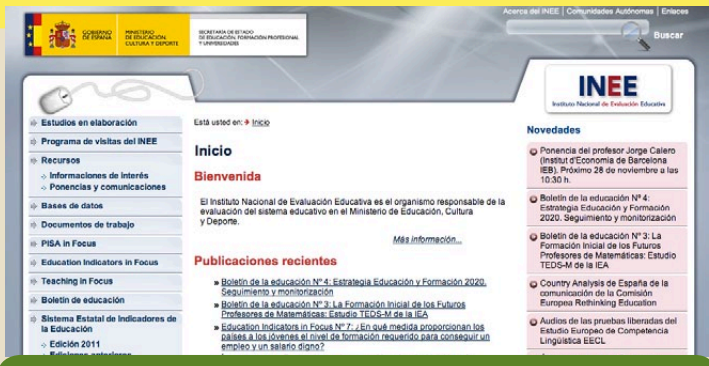 Acerca del INEE | Comunidades Autónomas | Enlaces
GOBIERNO
DE ESPAÑA
MINISTERIO
DE EDUCACIÓN
CULTURA Y DEPORTE
SECRETARÍA DE ESTADO
DE EDUCACIÓN, FORMACIÓN PROFESIONAL
Y UNIVERSIDADES
Buscar
INEE
Instituto Nacional de Evaluación Educativa
Estudios en elaboración
Programa de visitas del INEE
Recursos
Informaciones de interés
Ponencias y comunicaciones
Bases de datos
Documentos de trabajo
PISA in Focus
Education Indicators in Focus
Teaching in Focus
Boletín de educación
Sistema Estatal de Indicadores de
la Educación
Edición 2011
Ediciones anteriores
Está usted en: Inicio
Inicio
Bienvenida
El Instituto Nacional de Evaluación Educativa es el organismo responsable de la
evaluación del sistema educativo en el Ministerio de Educación, Cultura
y Deporte.
Más información...
Publicaciones recientes
» Boletín de la educación Nº 4: Estrategia Educación y Formación 2020.
Seguimiento y monitorización
» Boletín de la educación Nº 3: La Formación Inicial de los Futuros
Profesores de Matemáticas: Estudio TEDS-M de la IEA
» Education Indicators in Focus Nº 7: ¿En qué medida proporcionan los
países a los jóvenes el nivel de formación requerido para conseguir un
empleo y un salario digno?
Novedades
Ponencia del profesor Jorge Calero
(Institut d'Economia de Barcelona
IEB). Próximo 28 de noviembre a las
10:30 h.
Boletín de la educación Nº 4:
Estrategia Educación y Formación
2020. Seguimiento y monitorización
Boletín de la educación Nº 3: La
Formación Inicial de los Futuros
Profesores de Matemáticas: Estudio
TEDS-M de la IEA
Country Analysis de España de la
comunicación de la Comisión
Europea Rethinking Education
Audios de las pruebas liberadas del
Estudio Europeo de Competencia
Lingüística EECL